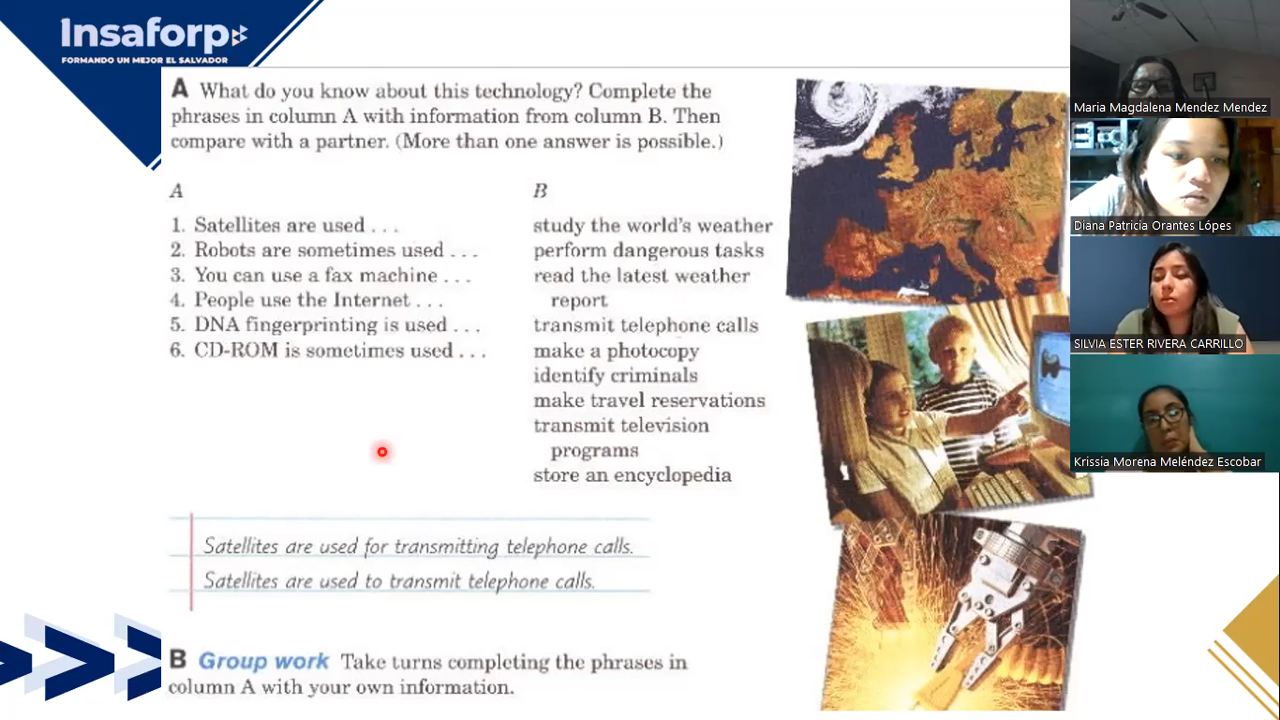 Insaforp
FORMANDO UN MEJOR EL SALVADOR
A What do you know about this technology? Complete the
phrases in column A with information from column B. Then
compare with a partner. (More than one answer is possible.)
A
1. Satellites are used . . .
2. Robots are sometimes used . . .
3. You can use a fax machine . . .
4. People use the Internet . . .
5. DNA fingerprinting is used . . .
6. CD-ROM is sometimes used . . .
B
study the world's weather
perform dangerous tasks
read the latest weather
report
transmit telephone calls
make a photocopy
identify criminals
make travel reservations
transmit television
programs
store an encyclopedia
Satellites are used for transmitting telephone calls.
Satellites are used to transmit telephone calls.
B Group work Take turns completing the phrases in
column A with your own information.
Maria Magdalena Mendez Mendez
Diana Patricia Orantes Lópes
SILVIA ESTER RIVERA CARRILLO
Krissia Morena Meléndez Escobar